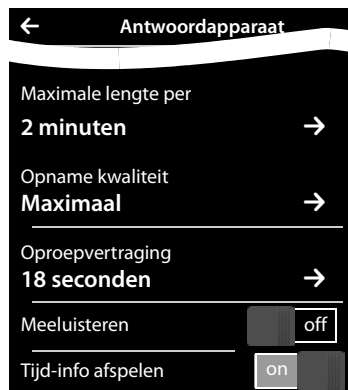 Antwoordapparaat
Maximale lengte per
2 minuten
Opname kwaliteit
Maximaal
Oproepvertraging
18 seconden
Meeluisteren off
Tijd-info afspelen on